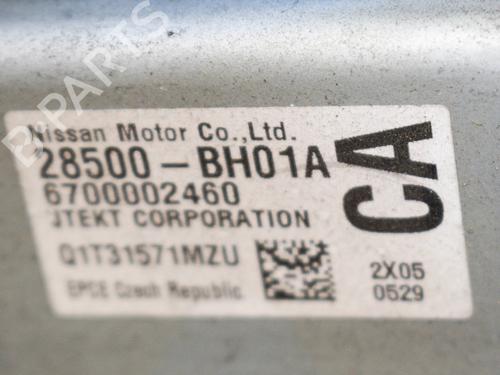 B-PARTS
Nissan Motor Co.,Ltd.
28500-BH01A
6700002460
JTEKT CORPORATION
Q1T31571MZU
EPCE Czech Republic
CA
2X05
0529